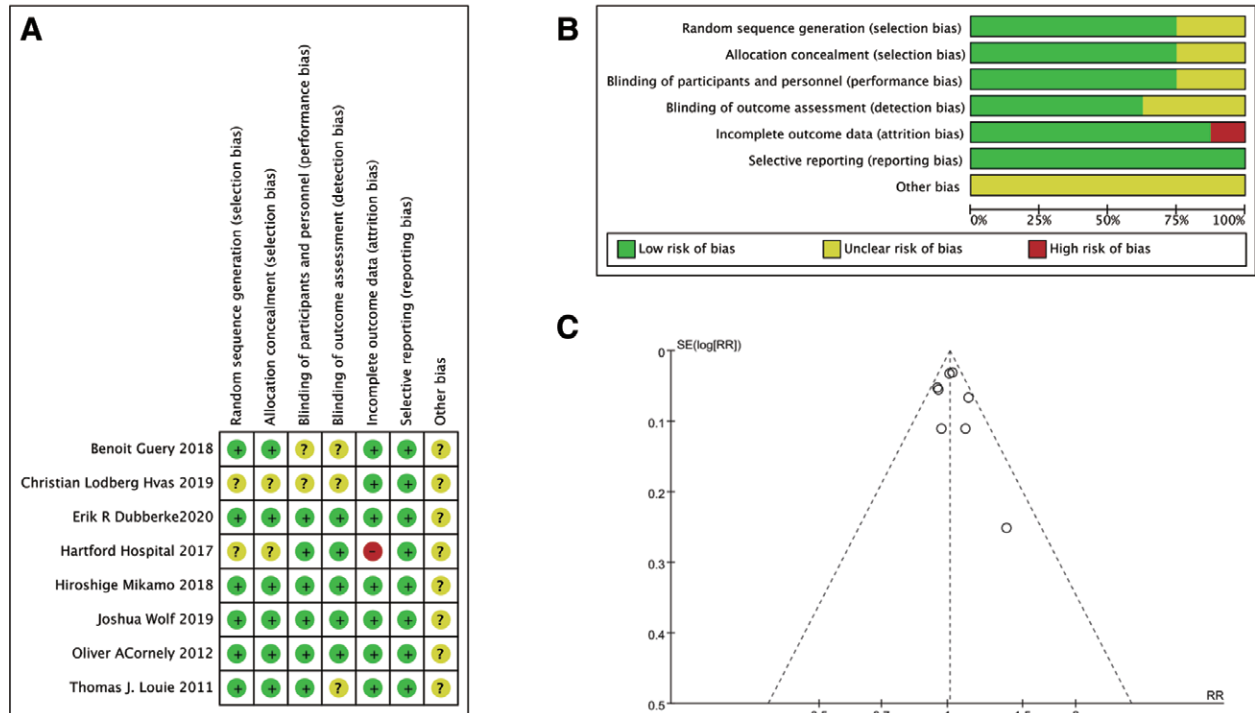 A
Random sequence generation (selection bias)
Allocation concealment (selection bias)
Blinding of participants and personnel (performance bias)
Blinding of outcome assessment (detection bias)
Incomplete outcome data (attrition bias)
Selective reporting (reporting bias)
Other bias
Benoit Guery 2018 + + ? ? + + ?
Christian Lodberg Hvas 2019 ? ? ? ? + + ?
Erik R Dubberke2020 + + + + + + ?
Hartford Hospital 2017 ? ? + + - + ?
Hiroshige Mikamo 2018 + + + + + + ?
Joshua Wolf 2019 + + + + + + ?
Oliver ACornely 2012 + + + + + + ?
Thomas J. Louie 2011 + + + ? + + ?
B
Random sequence generation (selection bias)
Allocation concealment (selection bias)
Blinding of participants and personnel (performance bias)
Blinding of outcome assessment (detection bias)
Incomplete outcome data (attrition bias)
Selective reporting (reporting bias)
Other bias
0% 25% 50% 75% 100%
Low risk of bias Unclear risk of bias High risk of bias
C
SE(log[RR])
0
0.1
0.2
0.3
0.4
0.5
RR